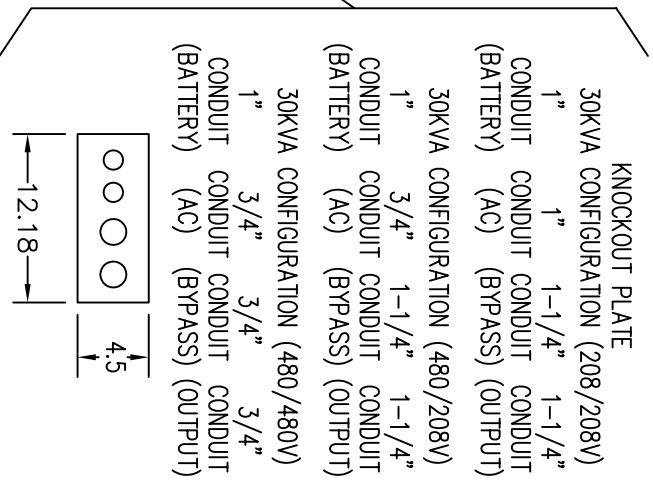 KNOCKOUT PLATE
30KVA CONFIGURATION (208/208V)
1" 1" 1-1/4" 1-1/4"
CONDUIT CONDUIT CONDUIT CONDUIT
(BATTERY) (AC) (BYPASS) (OUTPUT)
30KVA CONFIGURATION (480/208V)
1" 3/4" 1-1/4" 1-1/4"
CONDUIT CONDUIT CONDUIT CONDUIT
(BATTERY) (AC) (BYPASS) (OUTPUT)
30KVA CONFIGURATION (480/480V)
1" 3/4" 3/4" 3/4"
CONDUIT CONDUIT CONDUIT CONDUIT
(BATTERY) (AC) (BYPASS) (OUTPUT)
4.5
12.18